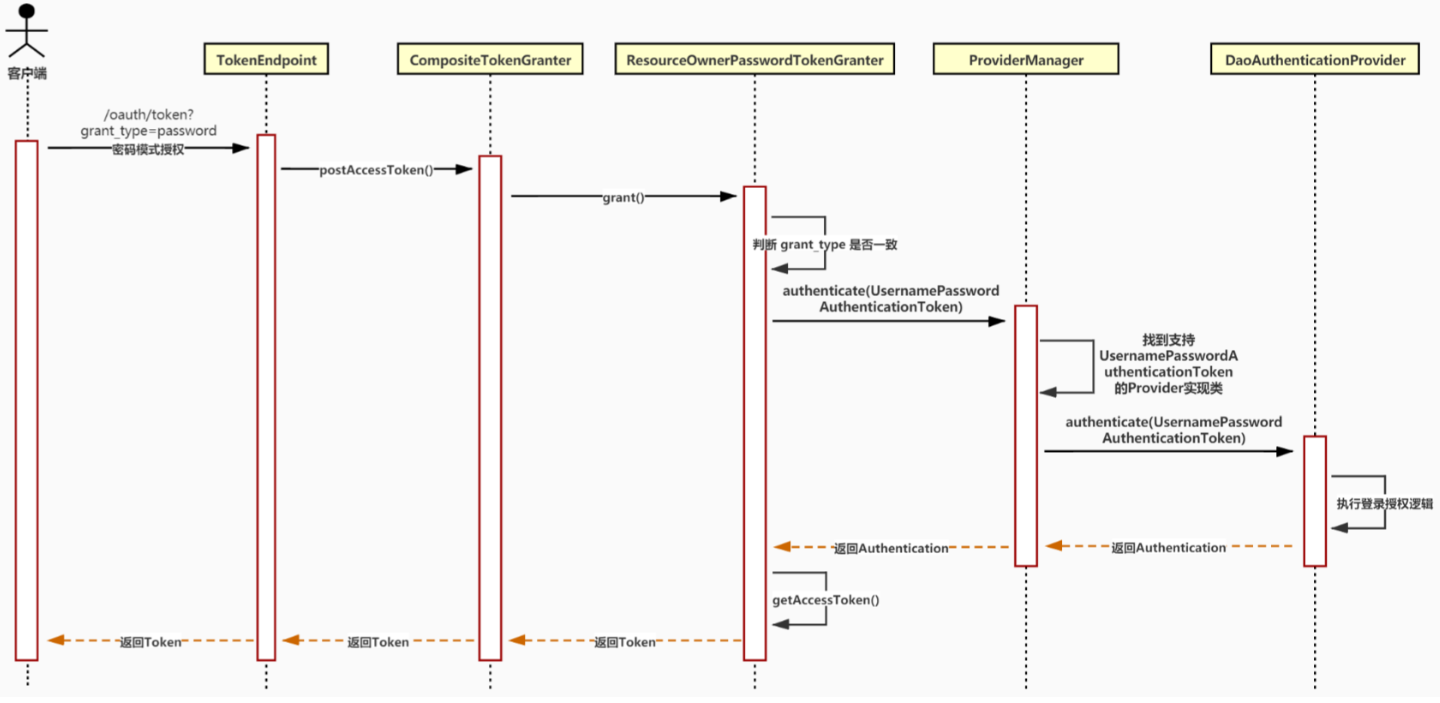 客户端
TokenEndpoint
CompositeTokenGranter
ResourceOwnerPasswordTokenGranter
ProviderManager
DaoAuthenticationProvider
/oauth/token?
grant_type=password
密码模式授权
postAccessToken()
grant()
判断 grant_type 是否一致
authenticate(UsernamePassword
AuthenticationToken)
找到支持
UsernamePasswordA
uthenticationToken
的Provider实现类
authenticate(UsernamePassword
AuthenticationToken)
执行登录授权逻辑
返回Authentication
返回Authentication
getAccessToken()
返回Token
返回Token
返回Token